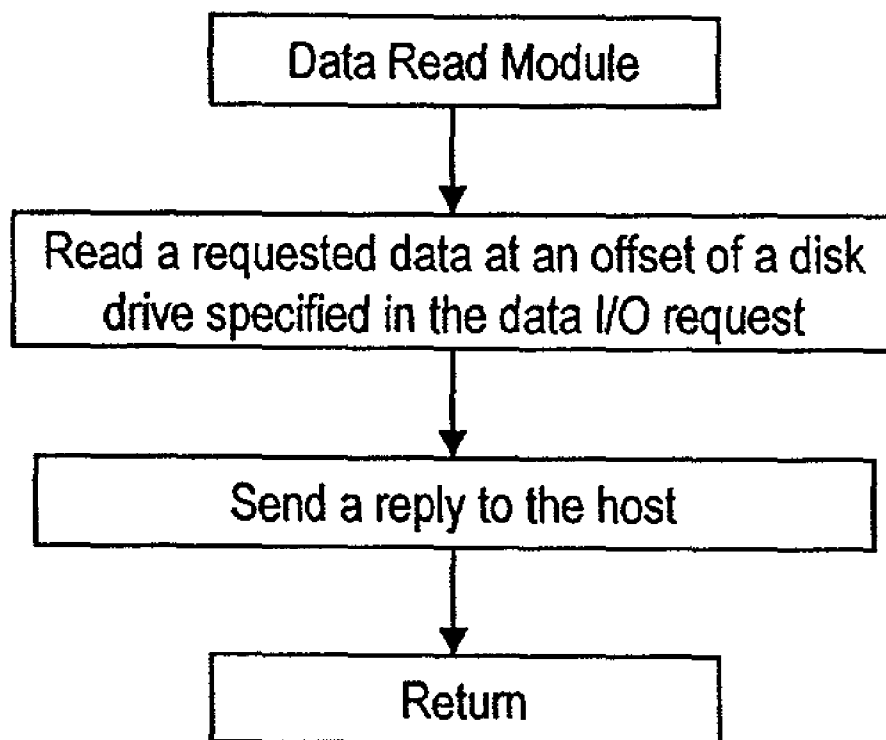 Data Read Module
Read a requested data at an offset of a disk
drive specified in the data I/O request
Send a reply to the host
Return